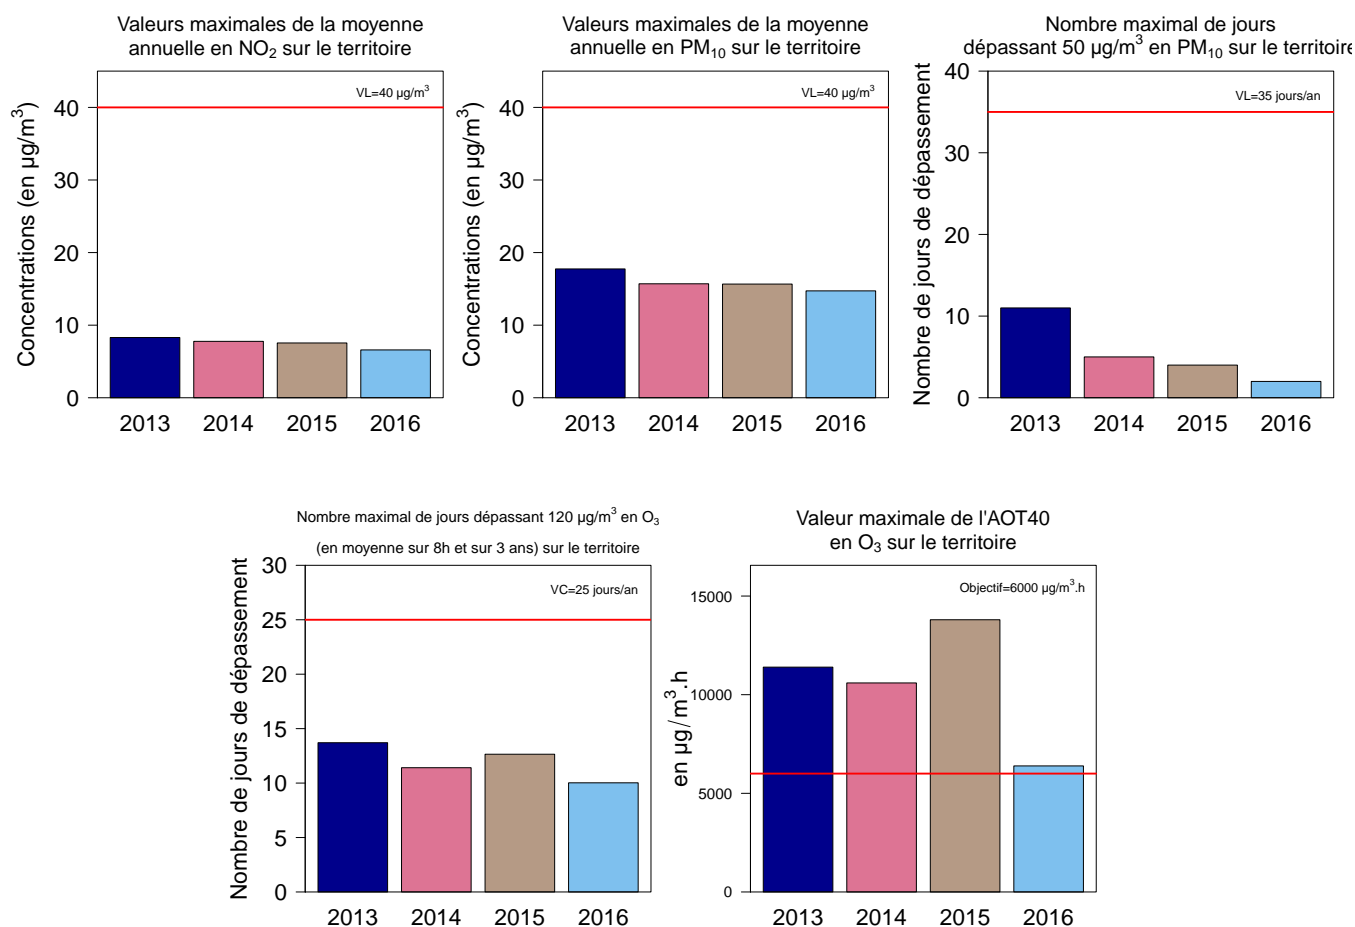 Valeurs maximales de la moyenne
annuelle en NO₂ sur le territoire
Concentrations (en µg/m³)
40
30
20
10
0
VL=40 µg/m³
2013 2014 2015 2016
Valeurs maximales de la moyenne
annuelle en PM₁₀ sur le territoire
Concentrations (en µg/m³)
40
30
20
10
0
VL=40 µg/m³
2013 2014 2015 2016
Nombre maximal de jours
dépassant 50 µg/m³ en PM₁₀ sur le territoire
Nombre de jours de dépassement
40
30
20
10
0
VL=35 jours/an
2013 2014 2015 2016
Nombre maximal de jours dépassant 120 µg/m³ en O₃
(en moyenne sur 8h et sur 3 ans) sur le territoire
Nombre de jours de dépassement
30
25
20
15
10
5
0
VC=25 jours/an
2013 2014 2015 2016
Valeur maximale de l'AOT40
en O₃ sur le territoire
en µg/m³.h
15000
10000
5000
0
Objectif=6000 µg/m³.h
2013 2014 2015 2016